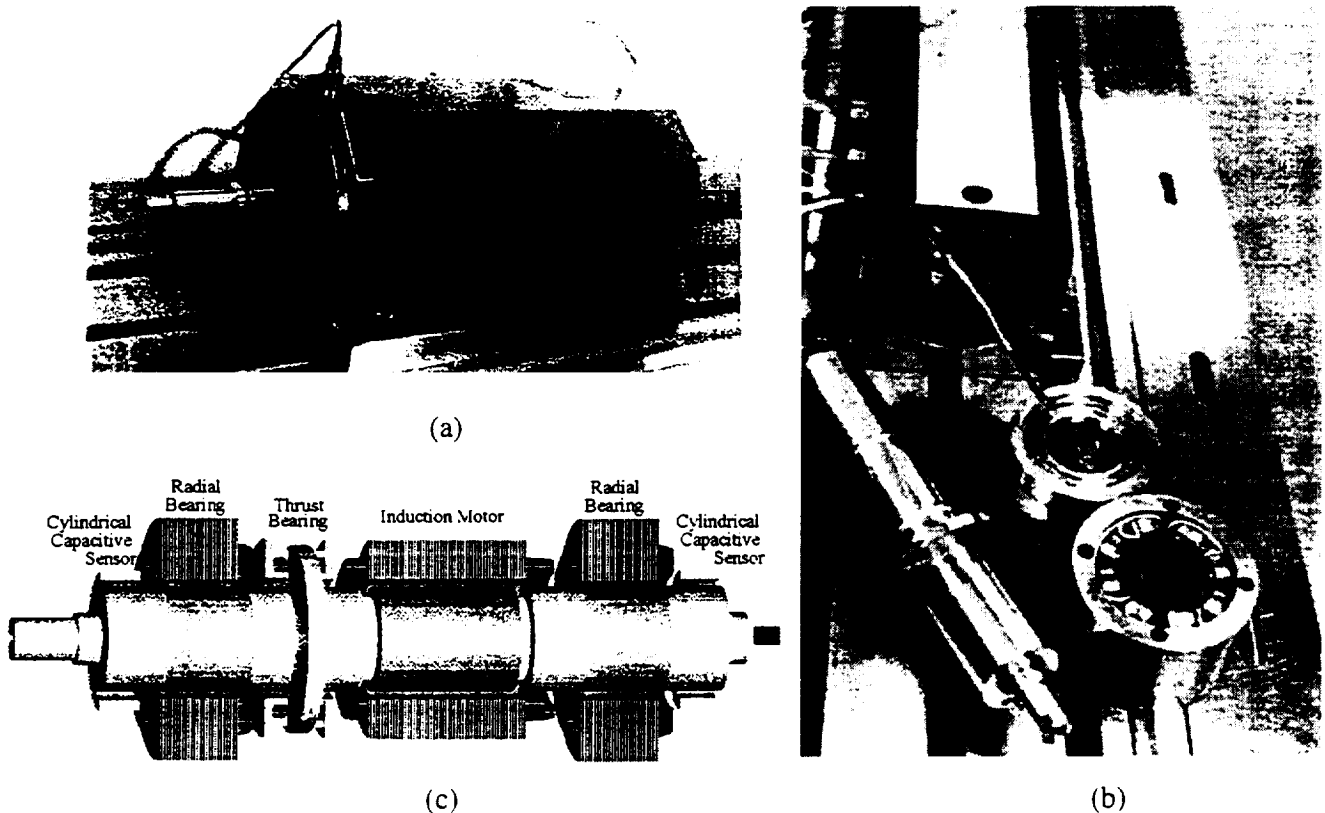 (a)
Radial
Bearing
Thrust
Bearing
Induction Motor
Radial
Bearing
Cylindrical
Capacitive
Sensor
Cylindrical
Capacitive
Sensor
(c)
(b)